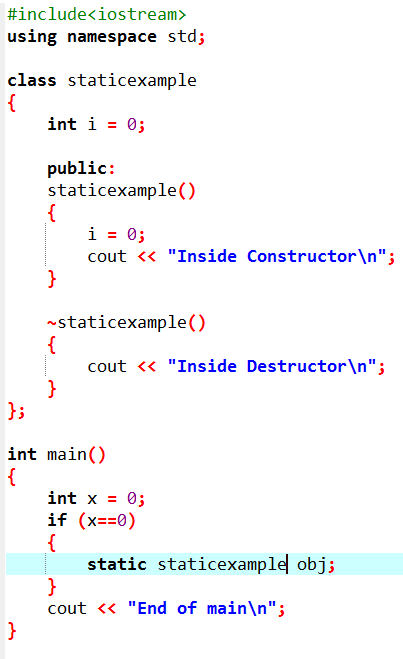 #include<iostream>
using namespace std;
class staticexample
{
int i = 0;
public:
staticexample()
{
i = 0;
cout << "Inside Constructor\n";
}
~staticexample()
{
cout << "Inside Destructor\n";
}
};
int main()
{
int x = 0;
if (x==0)
{
static staticexample obj;
}
cout << "End of main\n";
}